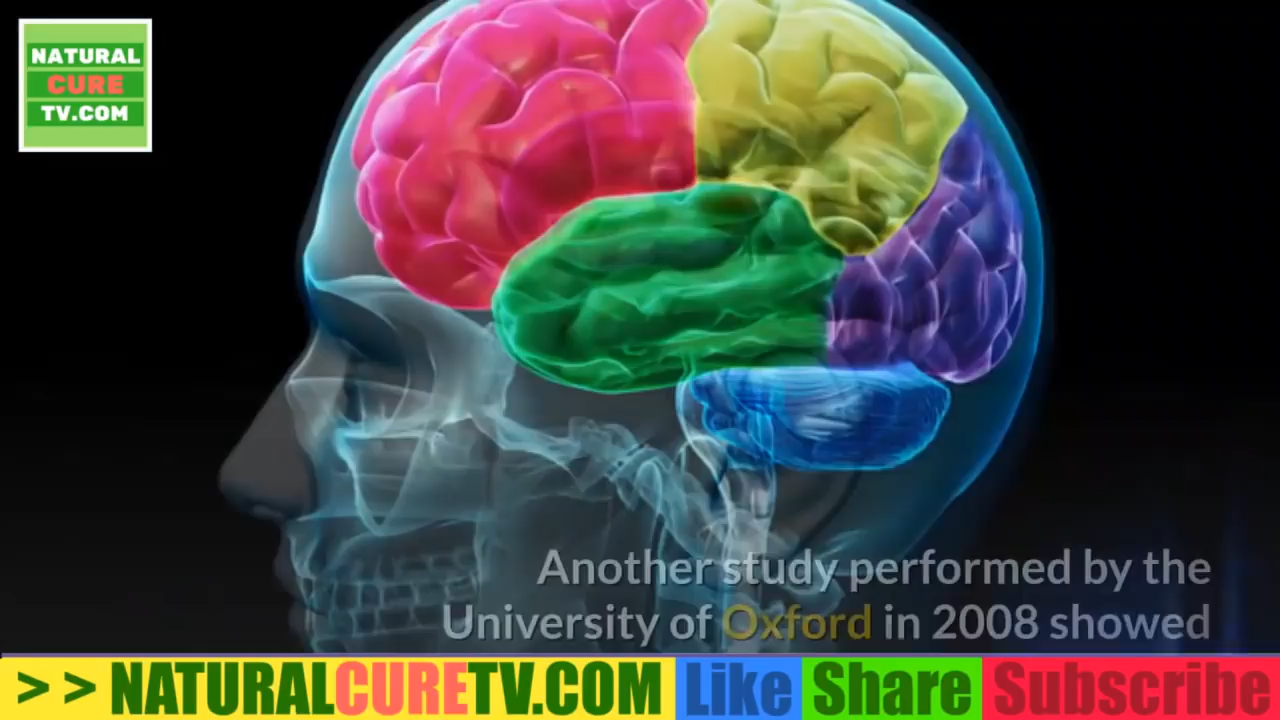 NATURAL
CURE
TV.COM
Another study performed by the
University of Oxford in 2008 showed
>> NATURALCURETV.COM Like Share Subscribe